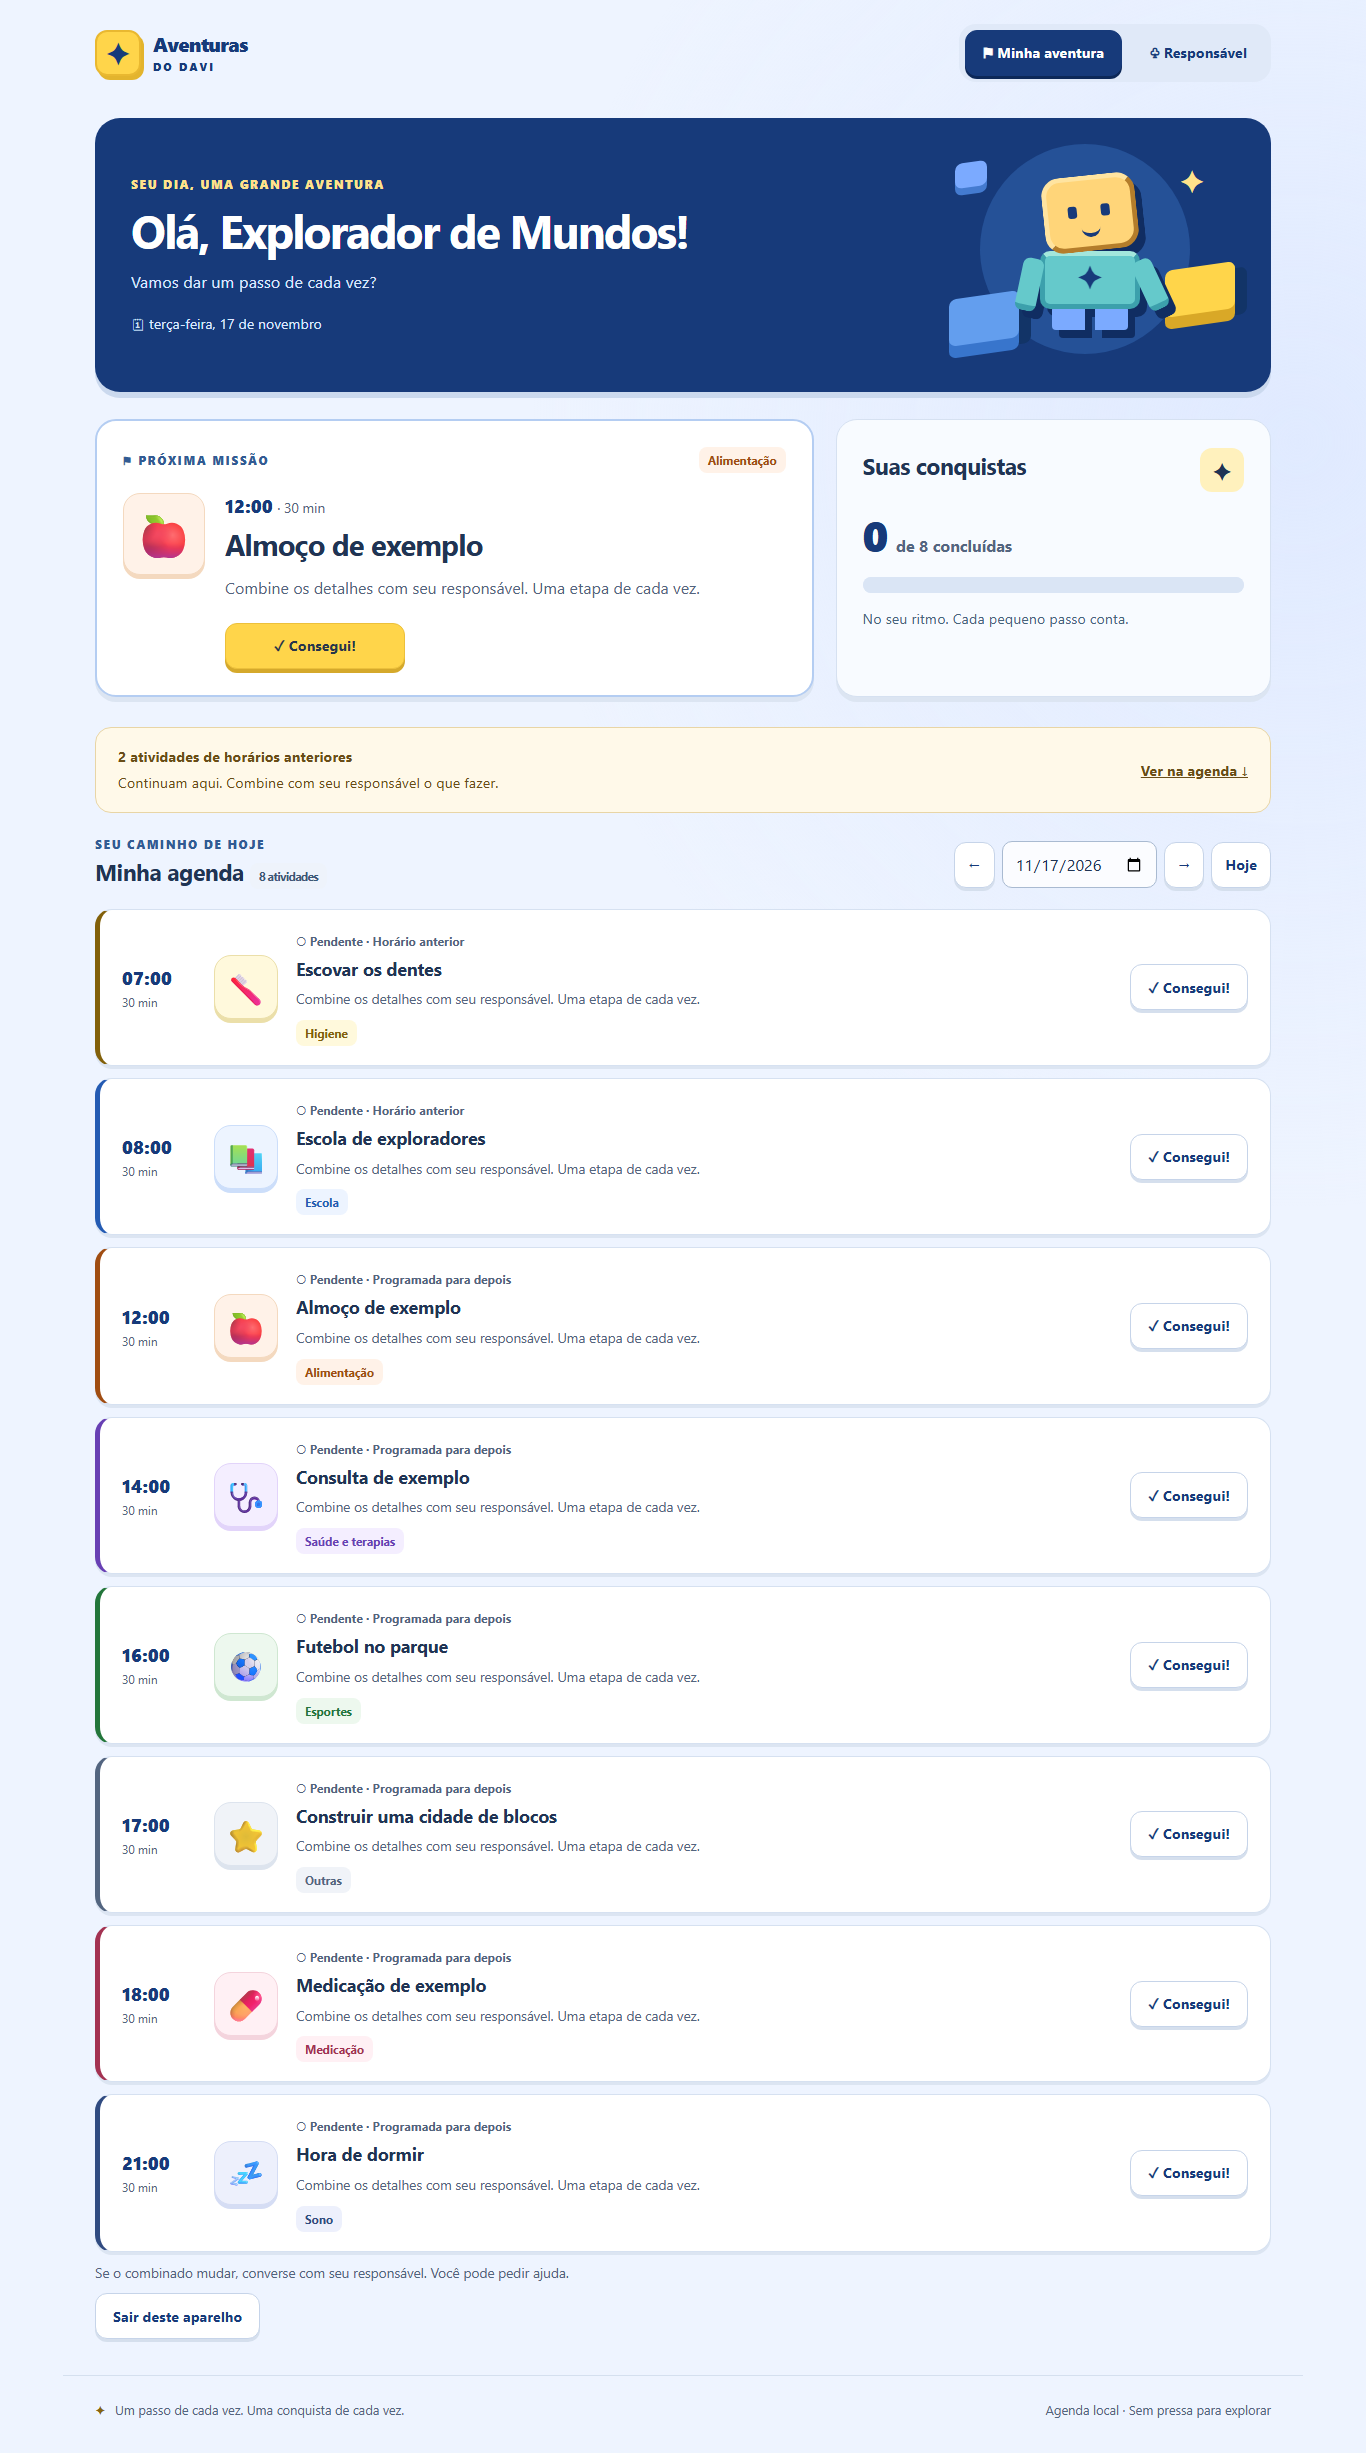 Aventuras
DO DAVI
⚑ Minha aventura
♧ Responsável
SEU DIA, UMA GRANDE AVENTURA
Olá, Explorador de Mundos!
Vamos dar um passo de cada vez?
terça-feira, 17 de novembro
⚑ PRÓXIMA MISSÃO
Alimentação
12:00 · 30 min
Almoço de exemplo
Combine os detalhes com seu responsável. Uma etapa de cada vez.
✓ Consegui!
Suas conquistas
0 de 8 concluídas
No seu ritmo. Cada pequeno passo conta.
2 atividades de horários anteriores
Continuam aqui. Combine com seu responsável o que fazer.
Ver na agenda ↓
SEU CAMINHO DE HOJE
Minha agenda 8 atividades
← 11/17/2026 → Hoje
07:00
30 min
○ Pendente · Horário anterior
Escovar os dentes
Combine os detalhes com seu responsável. Uma etapa de cada vez.
Higiene
✓ Consegui!
08:00
30 min
○ Pendente · Horário anterior
Escola de exploradores
Combine os detalhes com seu responsável. Uma etapa de cada vez.
Escola
✓ Consegui!
12:00
30 min
○ Pendente · Programada para depois
Almoço de exemplo
Combine os detalhes com seu responsável. Uma etapa de cada vez.
Alimentação
✓ Consegui!
14:00
30 min
○ Pendente · Programada para depois
Consulta de exemplo
Combine os detalhes com seu responsável. Uma etapa de cada vez.
Saúde e terapias
✓ Consegui!
16:00
30 min
○ Pendente · Programada para depois
Futebol no parque
Combine os detalhes com seu responsável. Uma etapa de cada vez.
Esportes
✓ Consegui!
17:00
30 min
○ Pendente · Programada para depois
Construir uma cidade de blocos
Combine os detalhes com seu responsável. Uma etapa de cada vez.
Outras
✓ Consegui!
18:00
30 min
○ Pendente · Programada para depois
Medicação de exemplo
Combine os detalhes com seu responsável. Uma etapa de cada vez.
Medicação
✓ Consegui!
21:00
30 min
○ Pendente · Programada para depois
Hora de dormir
Combine os detalhes com seu responsável. Uma etapa de cada vez.
Sono
✓ Consegui!
Se o combinado mudar, converse com seu responsável. Você pode pedir ajuda.
Sair deste aparelho
✦ Um passo de cada vez. Uma conquista de cada vez.
Agenda local · Sem pressa para explorar